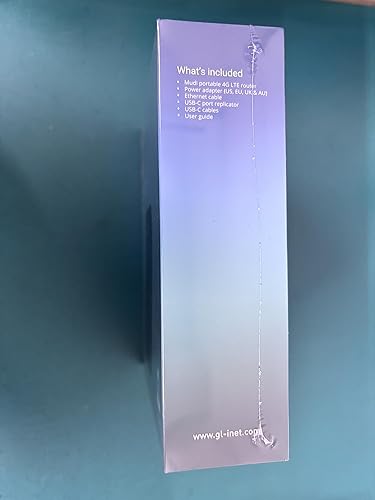 What's included
• Mudi portable 4G LTE router
• Power adapter (US, EU, UK & AU)
• Ethernet cable
• USB-C port replicator
• USB-C cables
• User guide
www.gl-inet.com